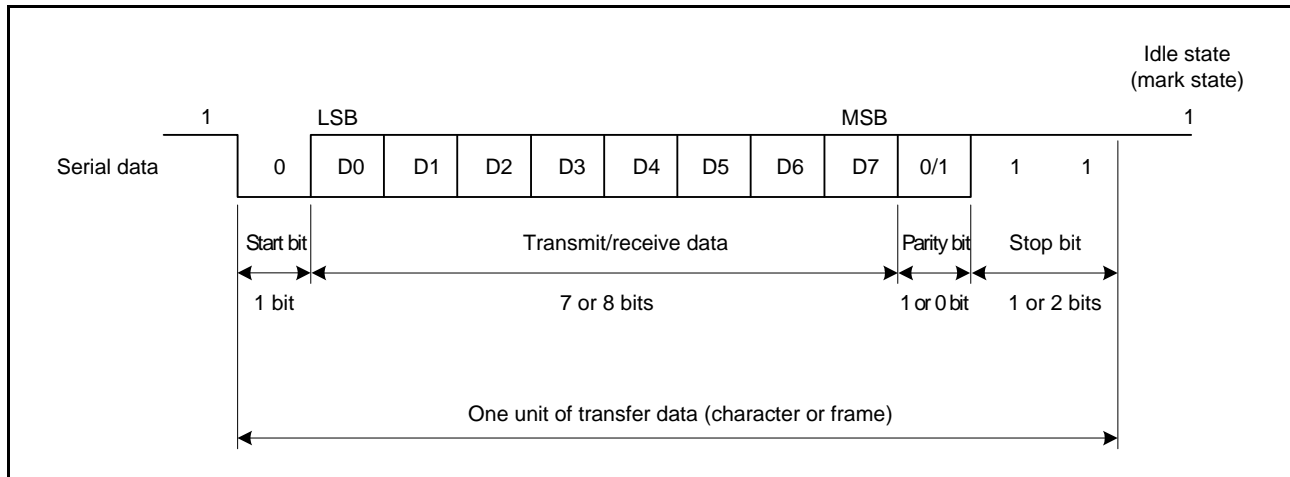 Idle state
(mark state)
1 LSB MSB 1
Serial data 0 D0 D1 D2 D3 D4 D5 D6 D7 0/1 1 1
Start bit Transmit/receive data Parity bit Stop bit
1 bit 7 or 8 bits 1 or 0 bit 1 or 2 bits
One unit of transfer data (character or frame)